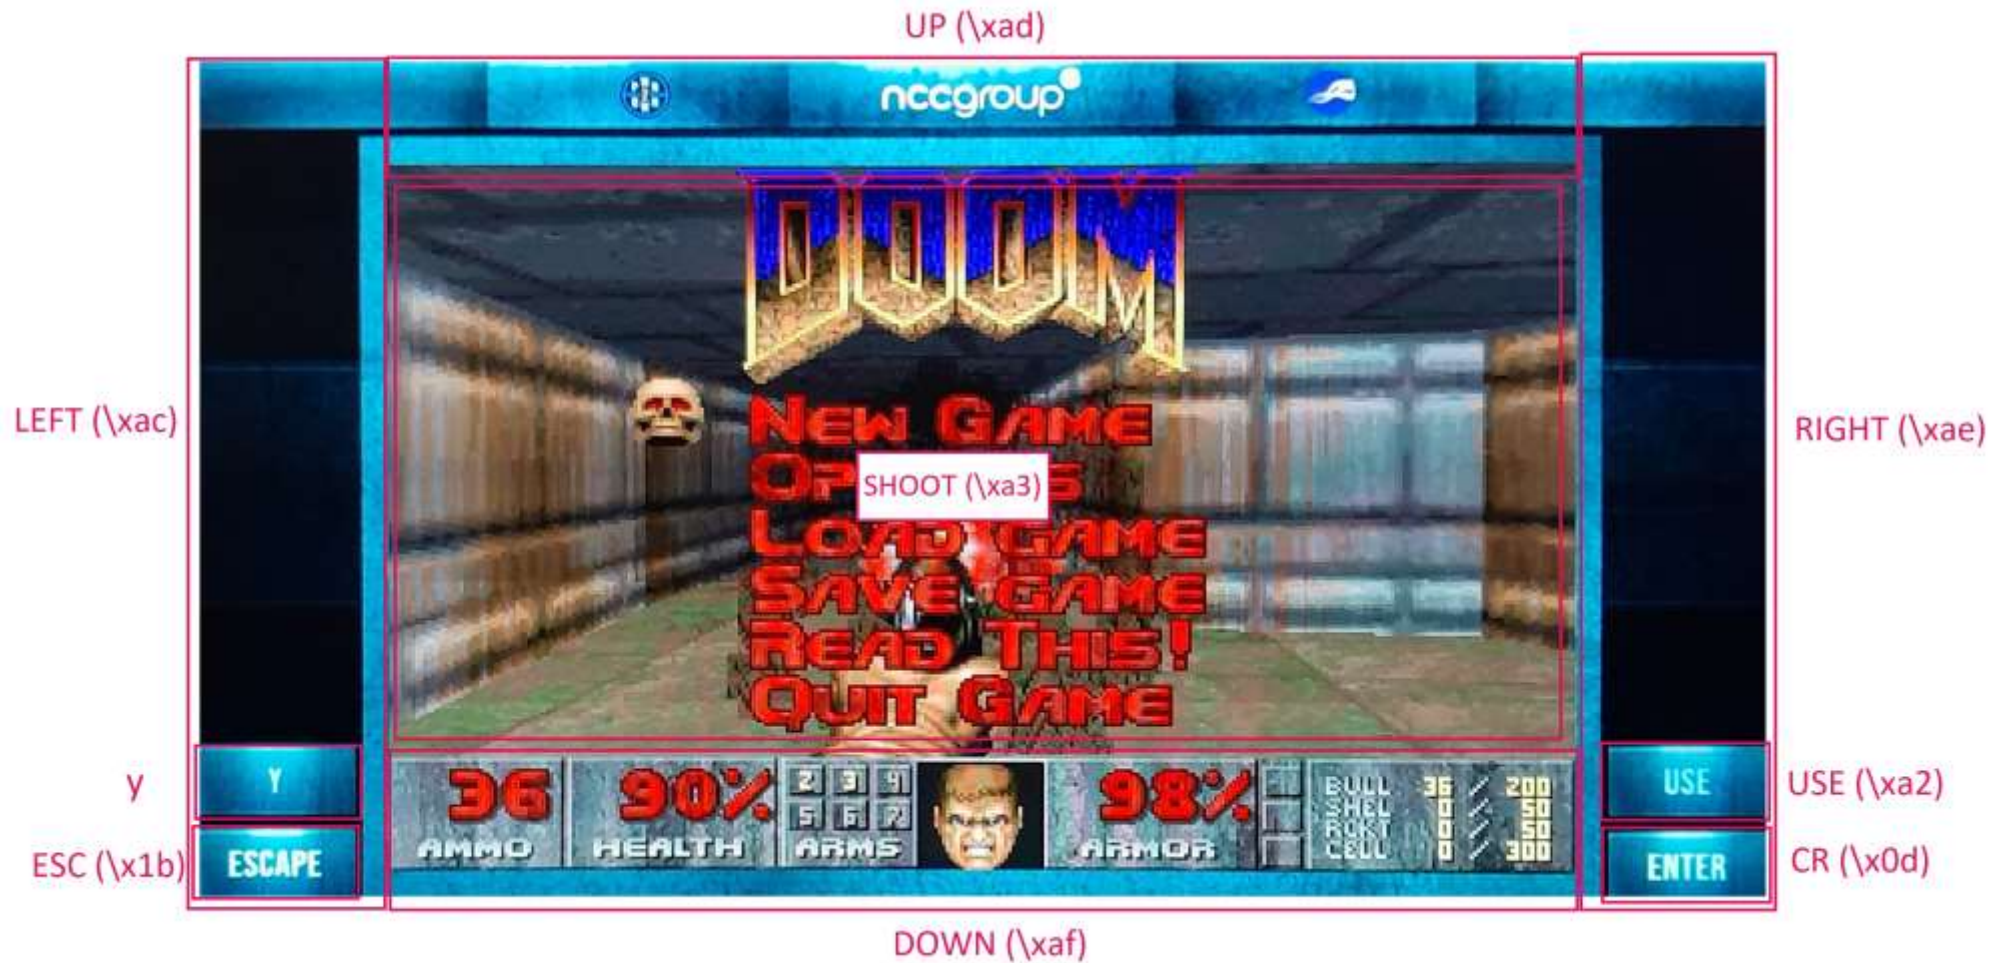 UP (\xad)
nccgroup
DOOM
LEFT (\xac)
NEW GAME
RIGHT (\xae)
OP S
SHOOT (\xa3)
LOAD GAME
SAVE GAME
READ THIS!
QUIT GAME
y
Y
36
AMMO
90%
HEALTH
2 3 4
5 6 7
ARMS
98%
ARMOR
BULL 36 / 200
SHEL 0 / 50
RCKT 0 / 50
CELL 0 / 300
USE
USE (\xa2)
ESC (\x1b)
ESCAPE
ENTER
CR (\x0d)
DOWN (\xaf)